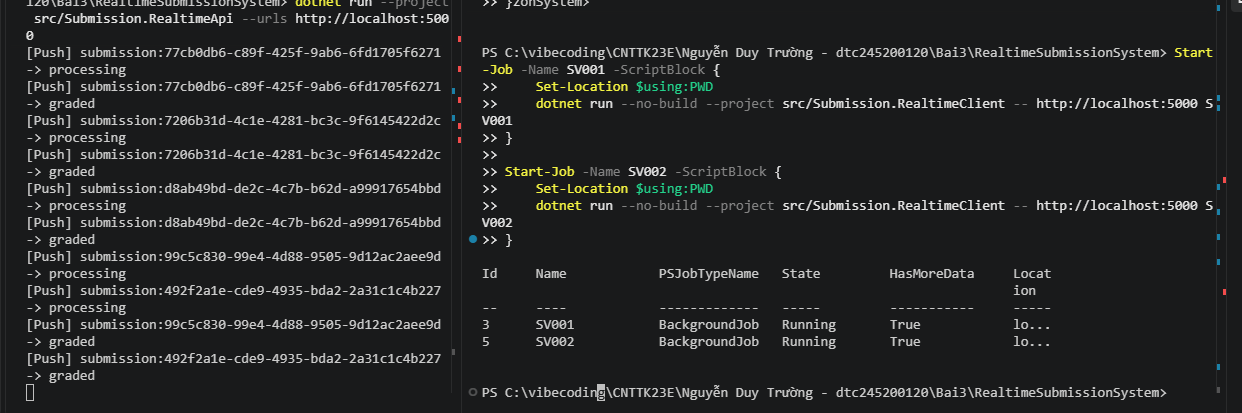 120\Bai3\RealtimeSubmissionSystem> dotnet run --project
src/Submission.RealtimeApi --urls http://localhost:500
0
[Push] submission:77cb0db6-c89f-425f-9ab6-6fd1705f6271
-> processing
[Push] submission:77cb0db6-c89f-425f-9ab6-6fd1705f6271
-> graded
[Push] submission:7206b31d-4c1e-4281-bc3c-9f6145422d2c
-> processing
[Push] submission:7206b31d-4c1e-4281-bc3c-9f6145422d2c
-> graded
[Push] submission:d8ab49bd-de2c-4c7b-b62d-a99917654bbd
-> processing
[Push] submission:d8ab49bd-de2c-4c7b-b62d-a99917654bbd
-> graded
[Push] submission:99c5c830-99e4-4d88-9505-9d12ac2aee9d
-> processing
[Push] submission:492f2a1e-cde9-4935-bda2-2a31c1c4b227
-> processing
[Push] submission:99c5c830-99e4-4d88-9505-9d12ac2aee9d
-> graded
[Push] submission:492f2a1e-cde9-4935-bda2-2a31c1c4b227
-> graded
>> }zonSystem>
PS C:\vibecoding\CNTTK23E\Nguyễn Duy Trường - dtc245200120\Bai3\RealtimeSubmissionSystem> Start
-Job -Name SV001 -ScriptBlock {
>>     Set-Location $using:PWD
>>     dotnet run --no-build --project src/Submission.RealtimeClient -- http://localhost:5000 S
V001
>> }
>>
>> Start-Job -Name SV002 -ScriptBlock {
>>     Set-Location $using:PWD
>>     dotnet run --no-build --project src/Submission.RealtimeClient -- http://localhost:5000 S
V002
>> }
Id     Name            PSJobTypeName   State         HasMoreData     Locat
                                                                     ion
--     ----            -------------   -----         -----------     -----
3      SV001           BackgroundJob   Running       True            lo...
5      SV002           BackgroundJob   Running       True            lo...
PS C:\vibecoding\CNTTK23E\Nguyễn Duy Trường - dtc245200120\Bai3\RealtimeSubmissionSystem>